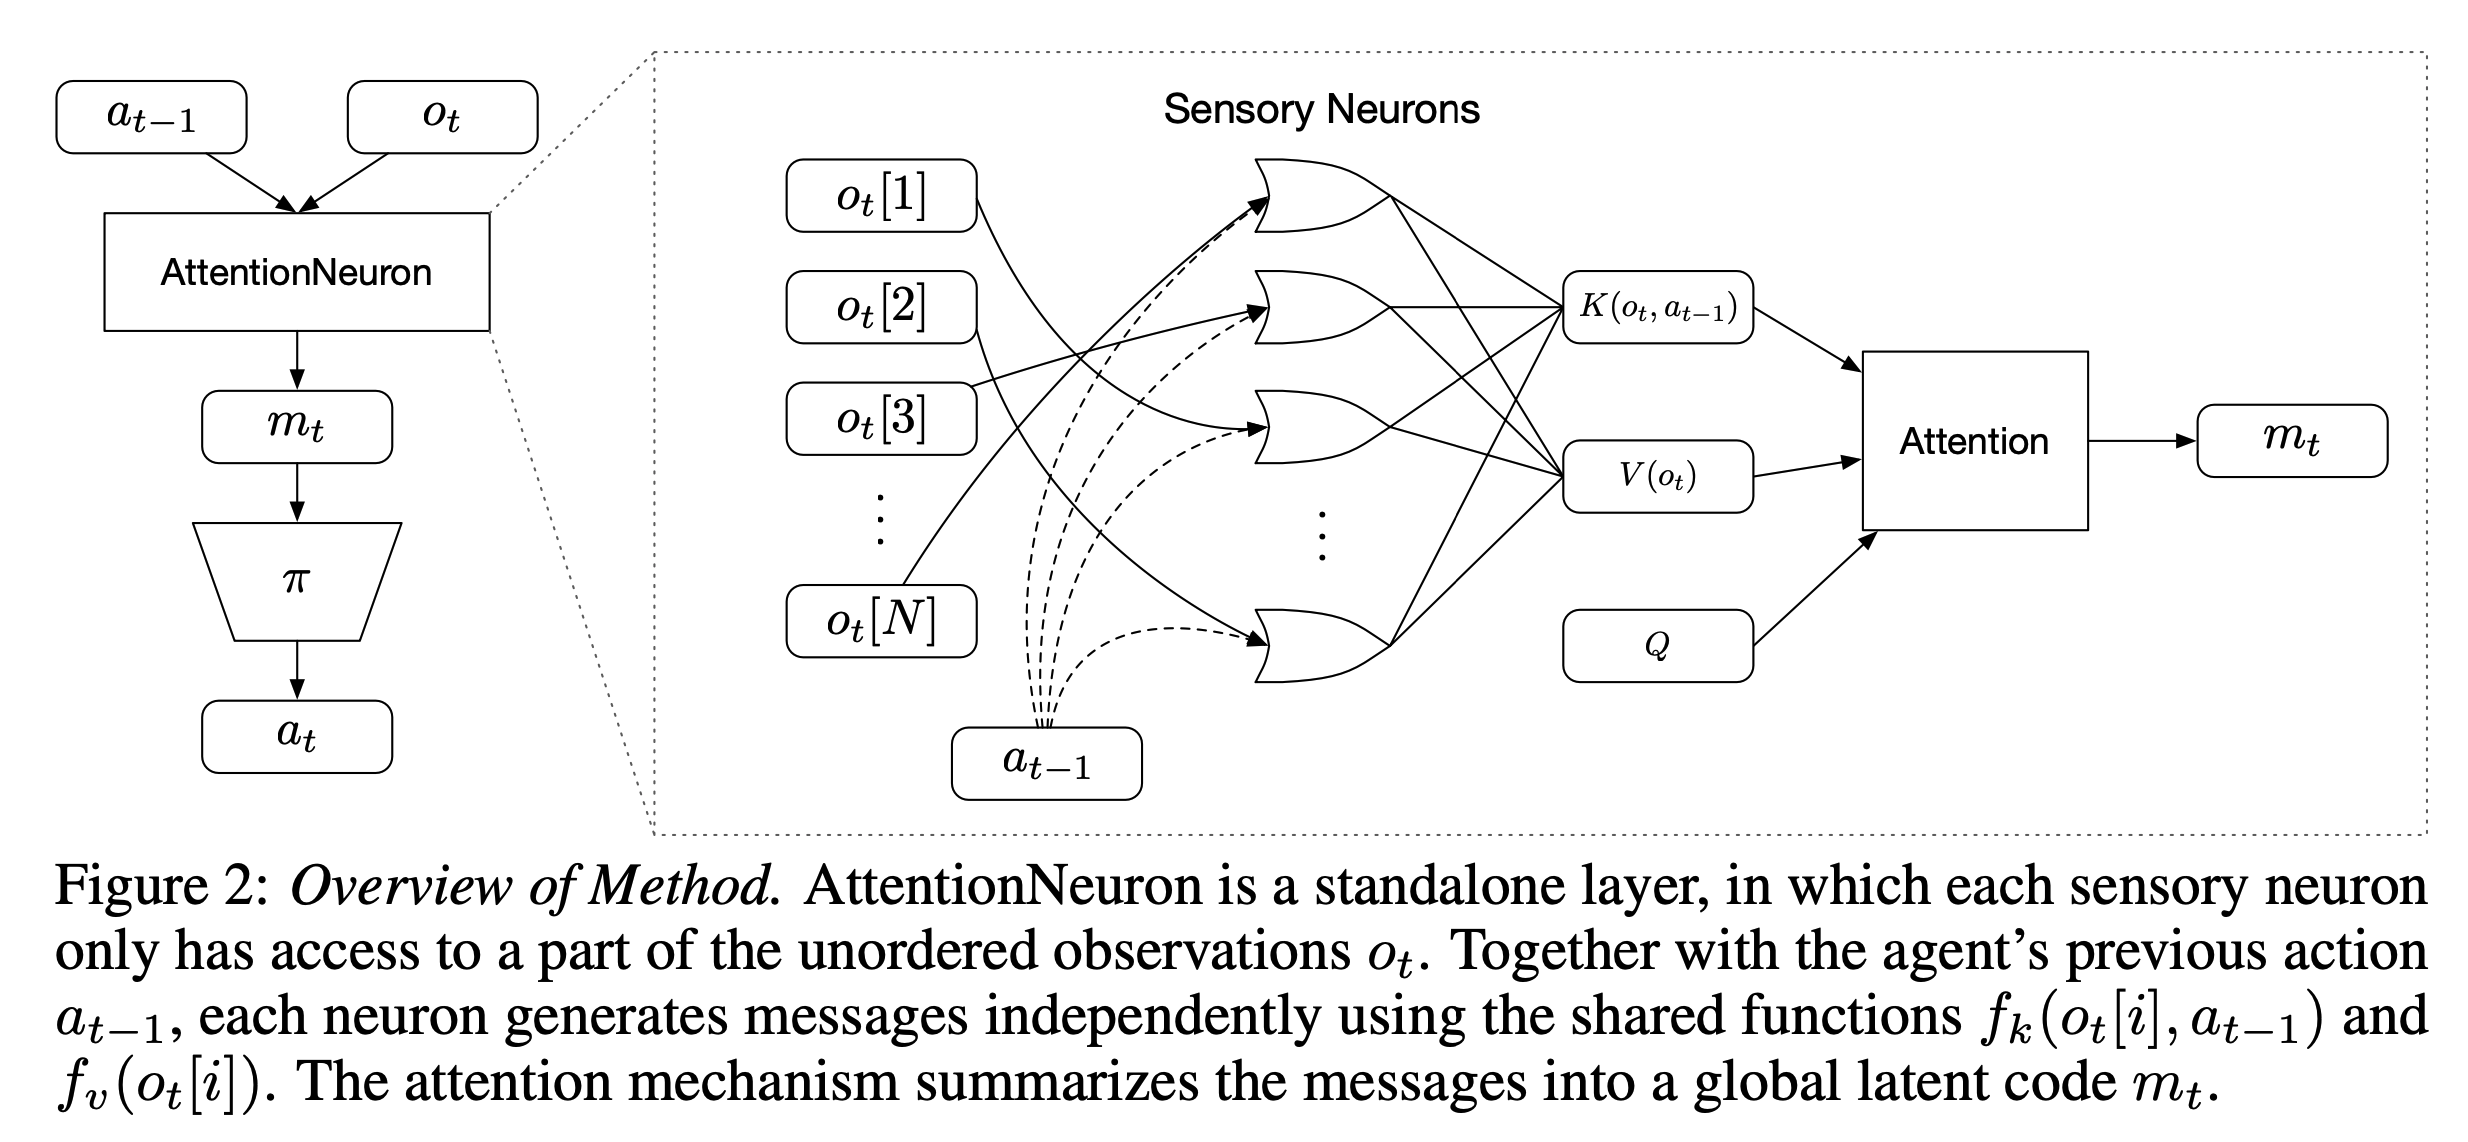 a_{t-1}
o_t
AttentionNeuron
m_t
π
a_t
Sensory Neurons
o_t[1]
o_t[2]
o_t[3]
⋮
o_t[N]
a_{t-1}
⋮
K(o_t, a_{t-1})
V(o_t)
Q
Attention
m_t
Figure 2: Overview of Method. AttentionNeuron is a standalone layer, in which each sensory neuron
only has access to a part of the unordered observations o_t. Together with the agent’s previous action
a_{t-1}, each neuron generates messages independently using the shared functions f_k(o_t[i], a_{t-1}) and
f_v(o_t[i]). The attention mechanism summarizes the messages into a global latent code m_t.